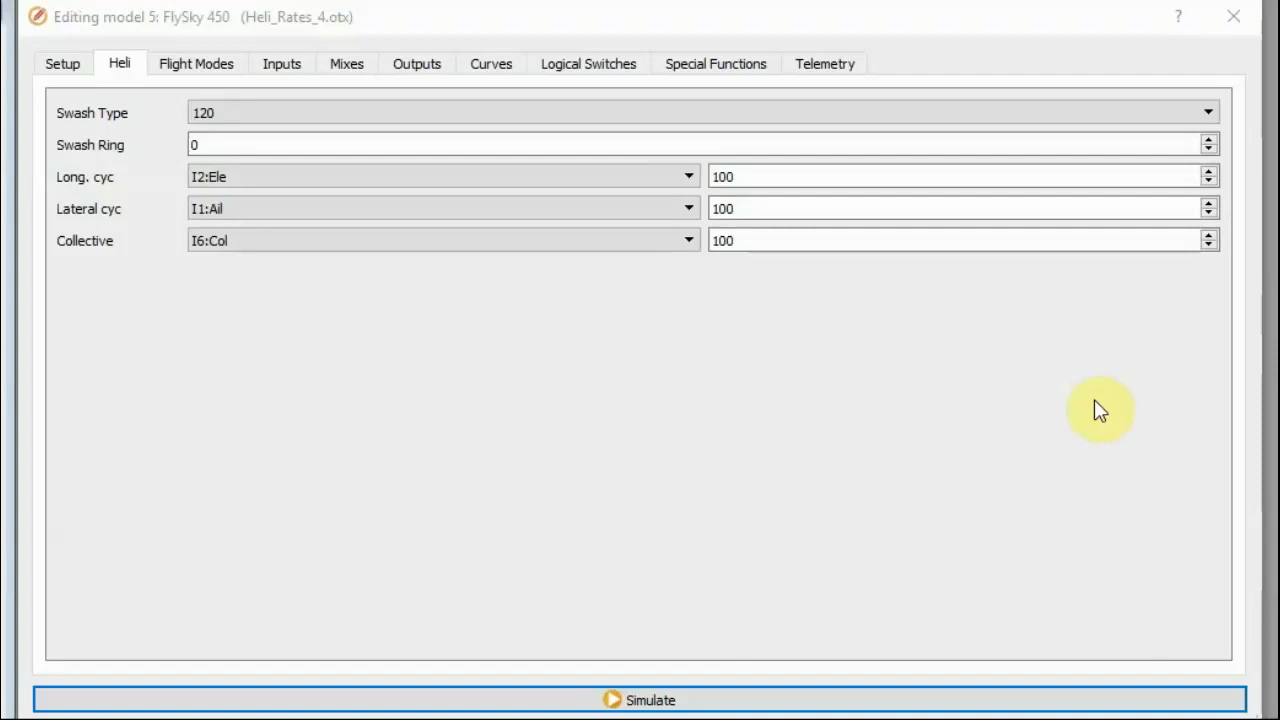 Editing model 5: FlySky 450 (Heli_Rates_4.otx) ?
Setup Heli Flight Modes Inputs Mixes Outputs Curves Logical Switches Special Functions Telemetry
Swash Type 120
Swash Ring 0
Long. cyc I2:Ele 100
Lateral cyc I1:Ail 100
Collective I6:Col 100
Simulate